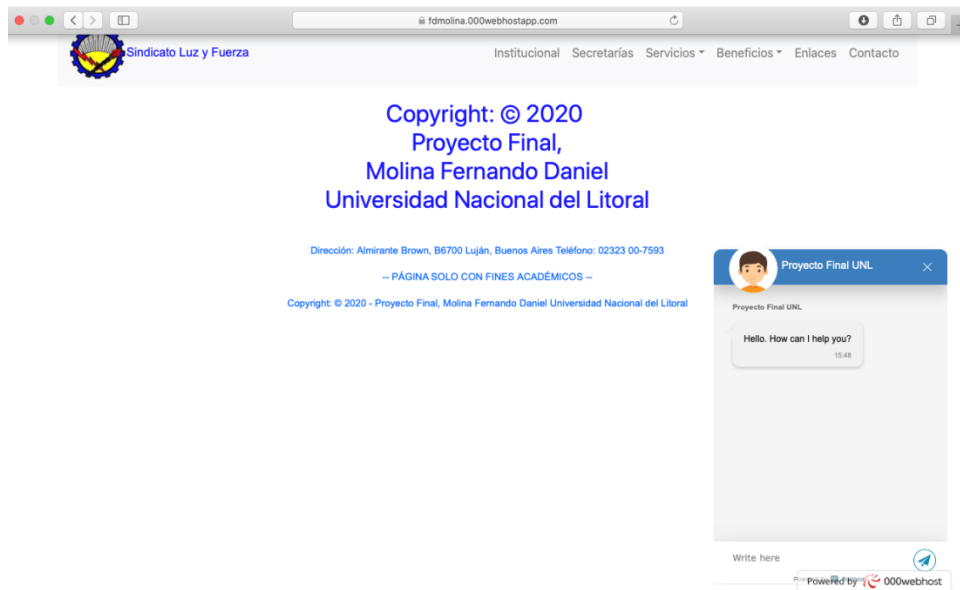 fdmolina.000webhostapp.com
Sindicato Luz y Fuerza
Institucional Secretarías Servicios Beneficios Enlaces Contacto
Copyright: © 2020
Proyecto Final,
Molina Fernando Daniel
Universidad Nacional del Litoral
Dirección: Almirante Brown, B6700 Luján, Buenos Aires Teléfono: 02323 00-7593
-- PÁGINA SOLO CON FINES ACADÉMICOS --
Copyright: © 2020 - Proyecto Final, Molina Fernando Daniel Universidad Nacional del Litoral
Proyecto Final UNL
Proyecto Final UNL
Hello. How can I help you?
15:48
Write here
Powered by 000webhost